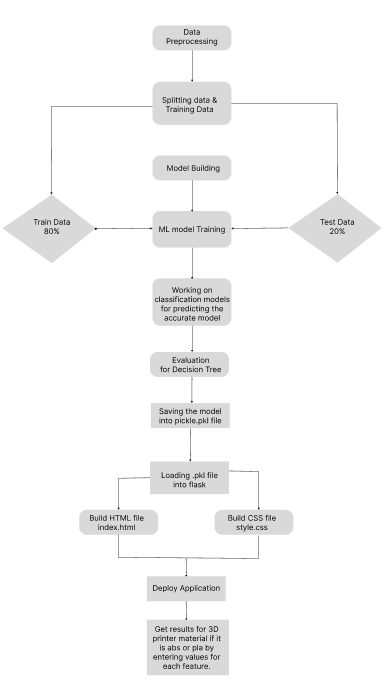 Data
Preprocessing
Splitting data &
Training Data
Model Building
Train Data
80%
ML model Training
Test Data
20%
Working on
classification models
for predicting the
accurate model
Evaluation
for Decision Tree
Saving the model
into pickle.pkl file
Loading .pkl file
into flask
Build HTML file
index.html
Build CSS file
style.css
Deploy Application
Get results for 3D
printer material if it
is abs or pla by
entering values for
each feature.